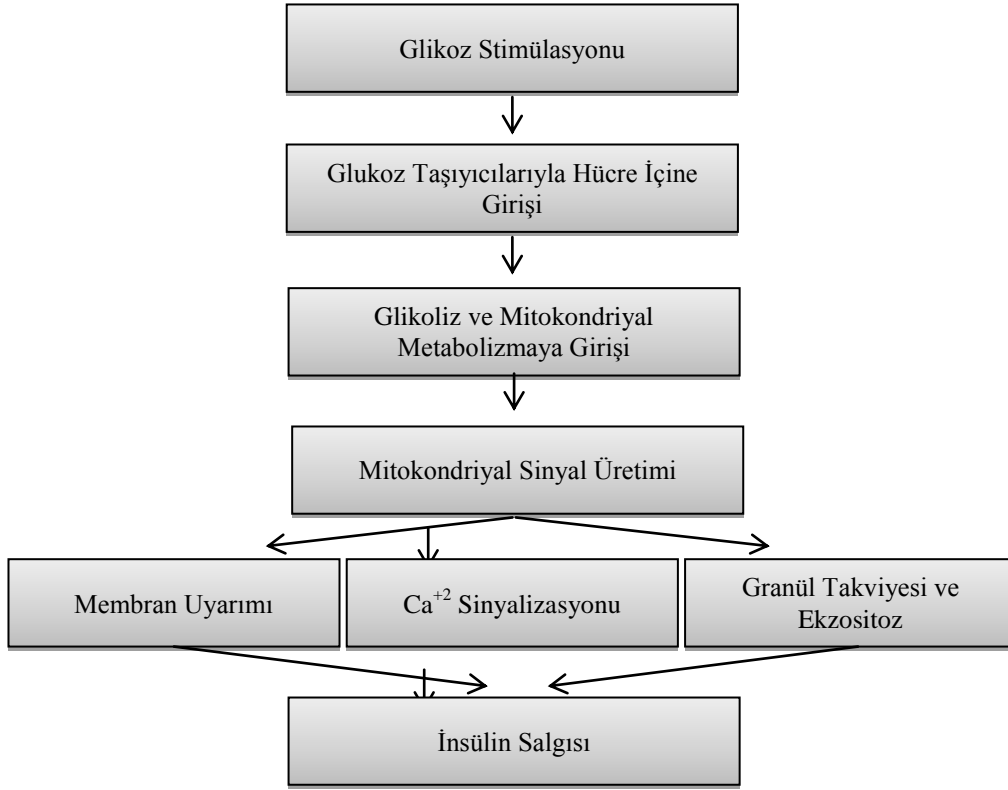 Glikoz Stimülasyonu
Glukoz Taşıyıcılarıyla Hücre İçine
Girişi
Glikoliz ve Mitokondriyal
Metabolizmaya Girişi
Mitokondriyal Sinyal Üretimi
Membran Uyarımı
Ca⁺² Sinyalizasyonu
Granül Takviyesi ve
Ekzositoz
İnsülin Salgısı